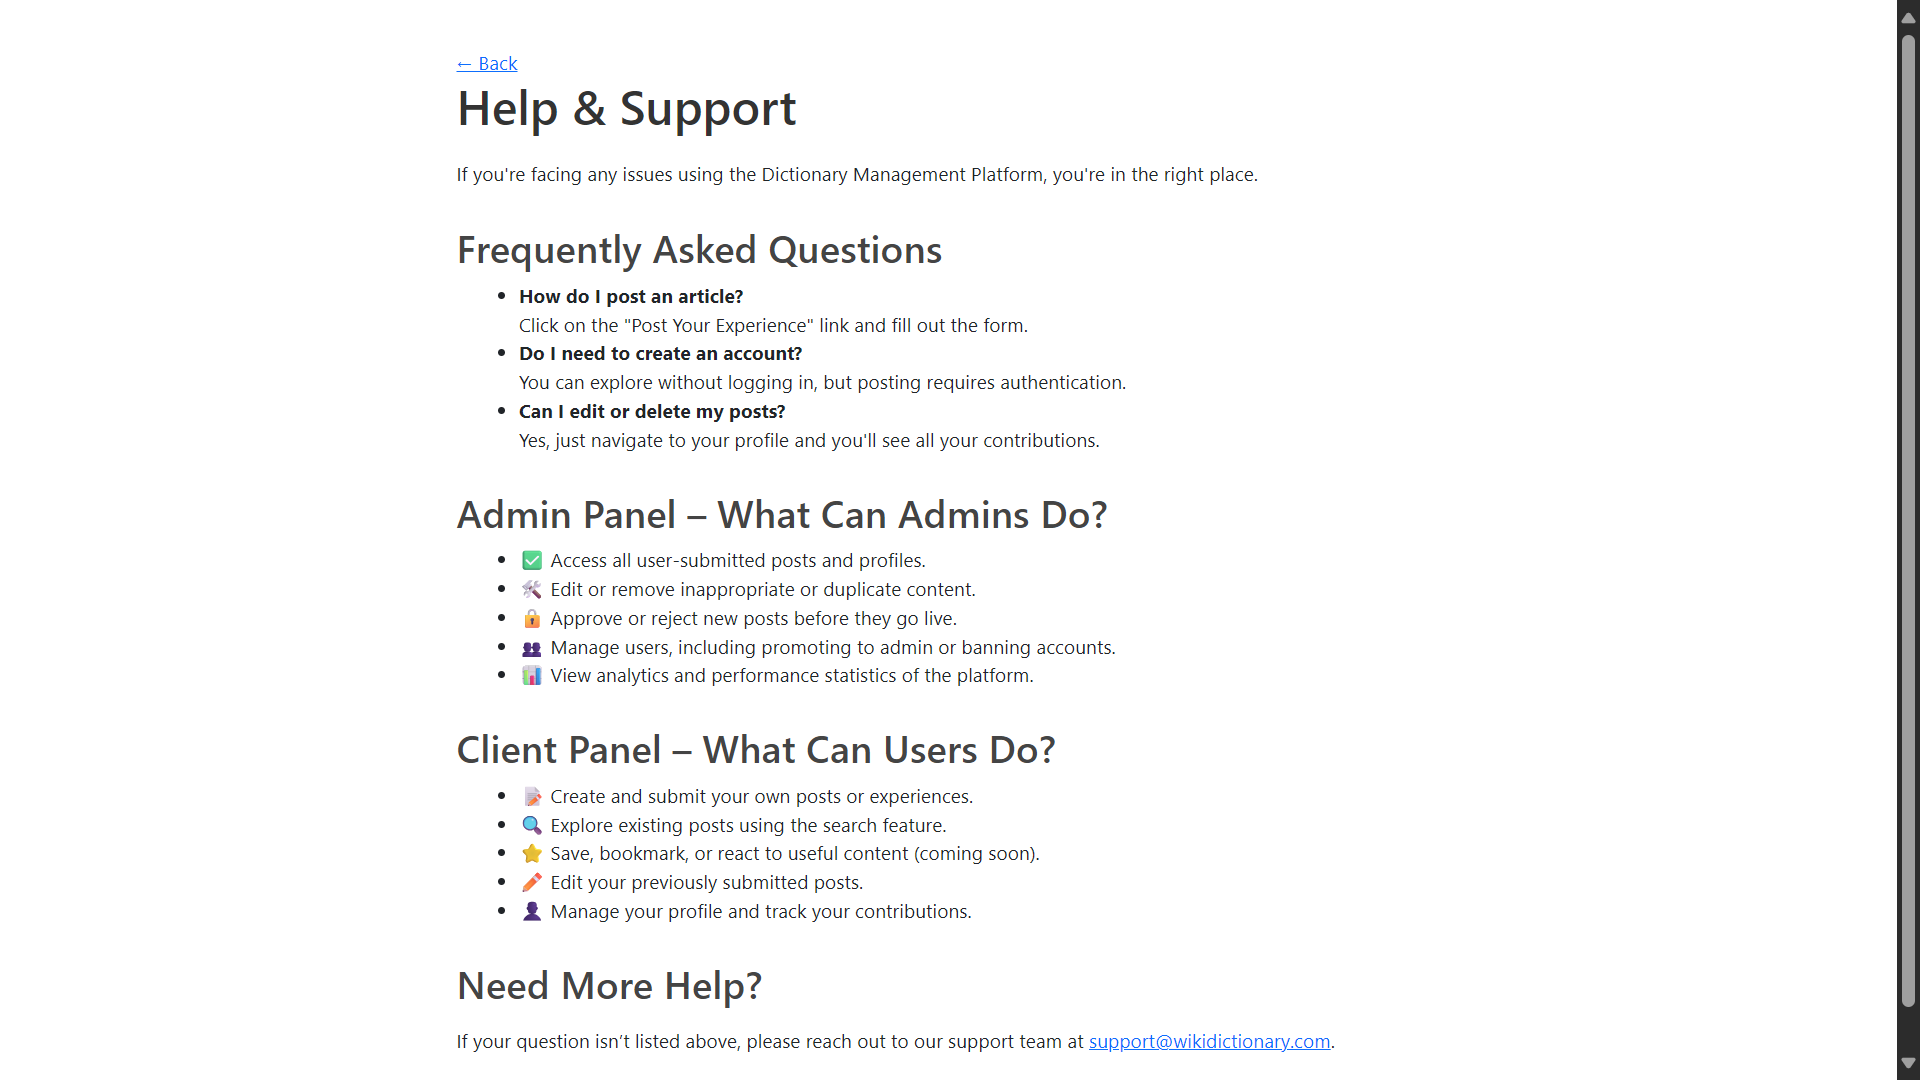 ← Back
Help & Support
If you're facing any issues using the Dictionary Management Platform, you're in the right place.
Frequently Asked Questions
• How do I post an article?
Click on the "Post Your Experience" link and fill out the form.
• Do I need to create an account?
You can explore without logging in, but posting requires authentication.
• Can I edit or delete my posts?
Yes, just navigate to your profile and you'll see all your contributions.
Admin Panel – What Can Admins Do?
• ✅ Access all user-submitted posts and profiles.
• 🛠️ Edit or remove inappropriate or duplicate content.
• 🔒 Approve or reject new posts before they go live.
• 👥 Manage users, including promoting to admin or banning accounts.
• 📊 View analytics and performance statistics of the platform.
Client Panel – What Can Users Do?
• 📝 Create and submit your own posts or experiences.
• 🔍 Explore existing posts using the search feature.
• ⭐ Save, bookmark, or react to useful content (coming soon).
• ✏️ Edit your previously submitted posts.
• 👤 Manage your profile and track your contributions.
Need More Help?
If your question isn’t listed above, please reach out to our support team at support@wikidictionary.com.